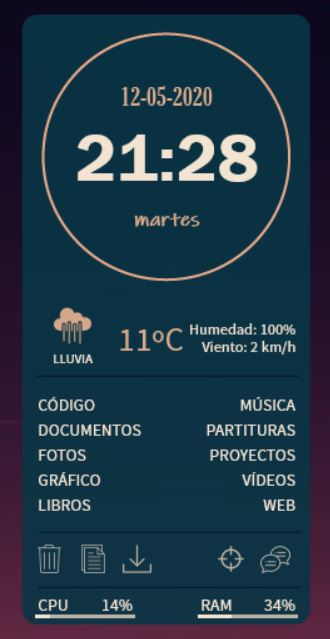 12-05-2020
21:28
martes
LLUVIA
11ºC
Humedad: 100%
Viento: 2 km/h
CÓDIGO MÚSICA
DOCUMENTOS PARTITURAS
FOTOS PROYECTOS
GRÁFICO VÍDEOS
LIBROS WEB
CPU 14% RAM 34%